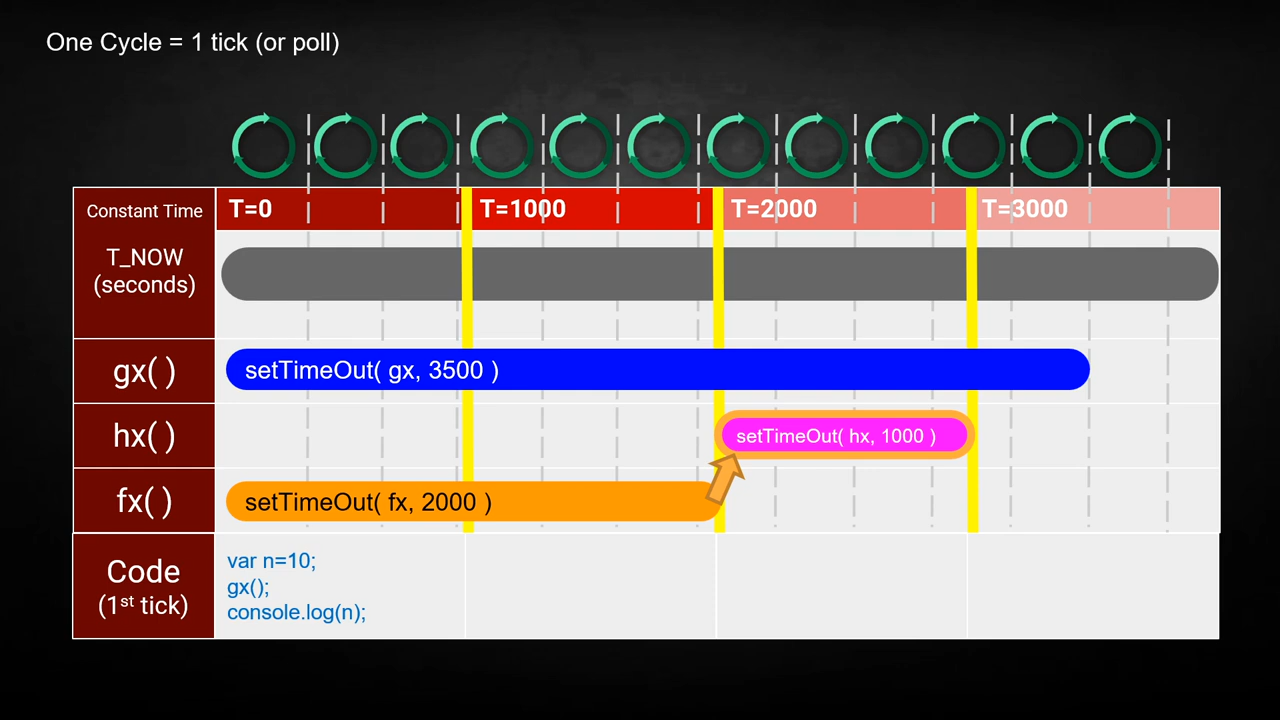 One Cycle = 1 tick (or poll)
Constant Time T=0 T=1000 T=2000 T=3000
T_NOW
(seconds)
gx( ) setTimeOut( gx, 3500 )
hx( ) setTimeOut( hx, 1000 )
fx( ) setTimeOut( fx, 2000 )
Code
(1st tick)
var n=10;
gx();
console.log(n);